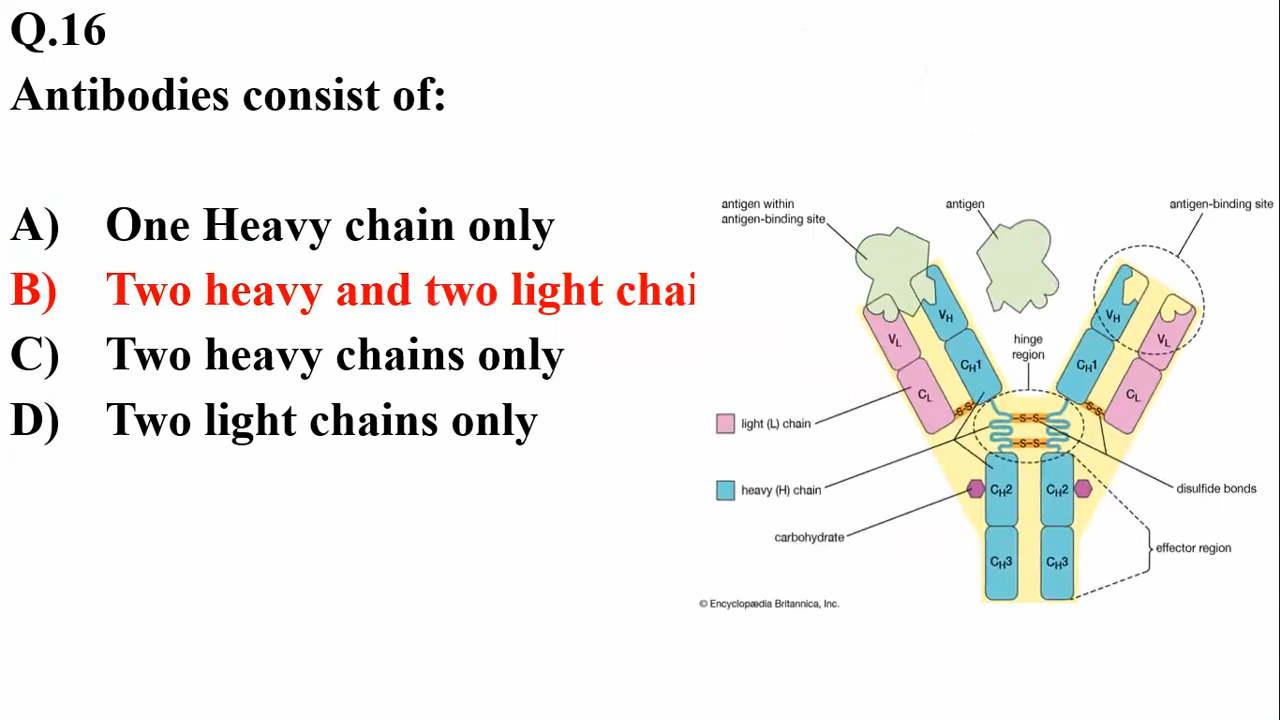 Q.16
Antibodies consist of:
A) One Heavy chain only
B) Two heavy and two light chai
C) Two heavy chains only
D) Two light chains only
antigen within
antigen-binding site
antigen
antigen-binding site
VH
VH
VL
VL
hinge
region
CH1
CH1
CL
CL
S-S
S-S
S-S
S-S
light (L) chain
heavy (H) chain
CH2
CH2
disulfide bonds
carbohydrate
effector region
CH3
CH3
© Encyclopædia Britannica, Inc.